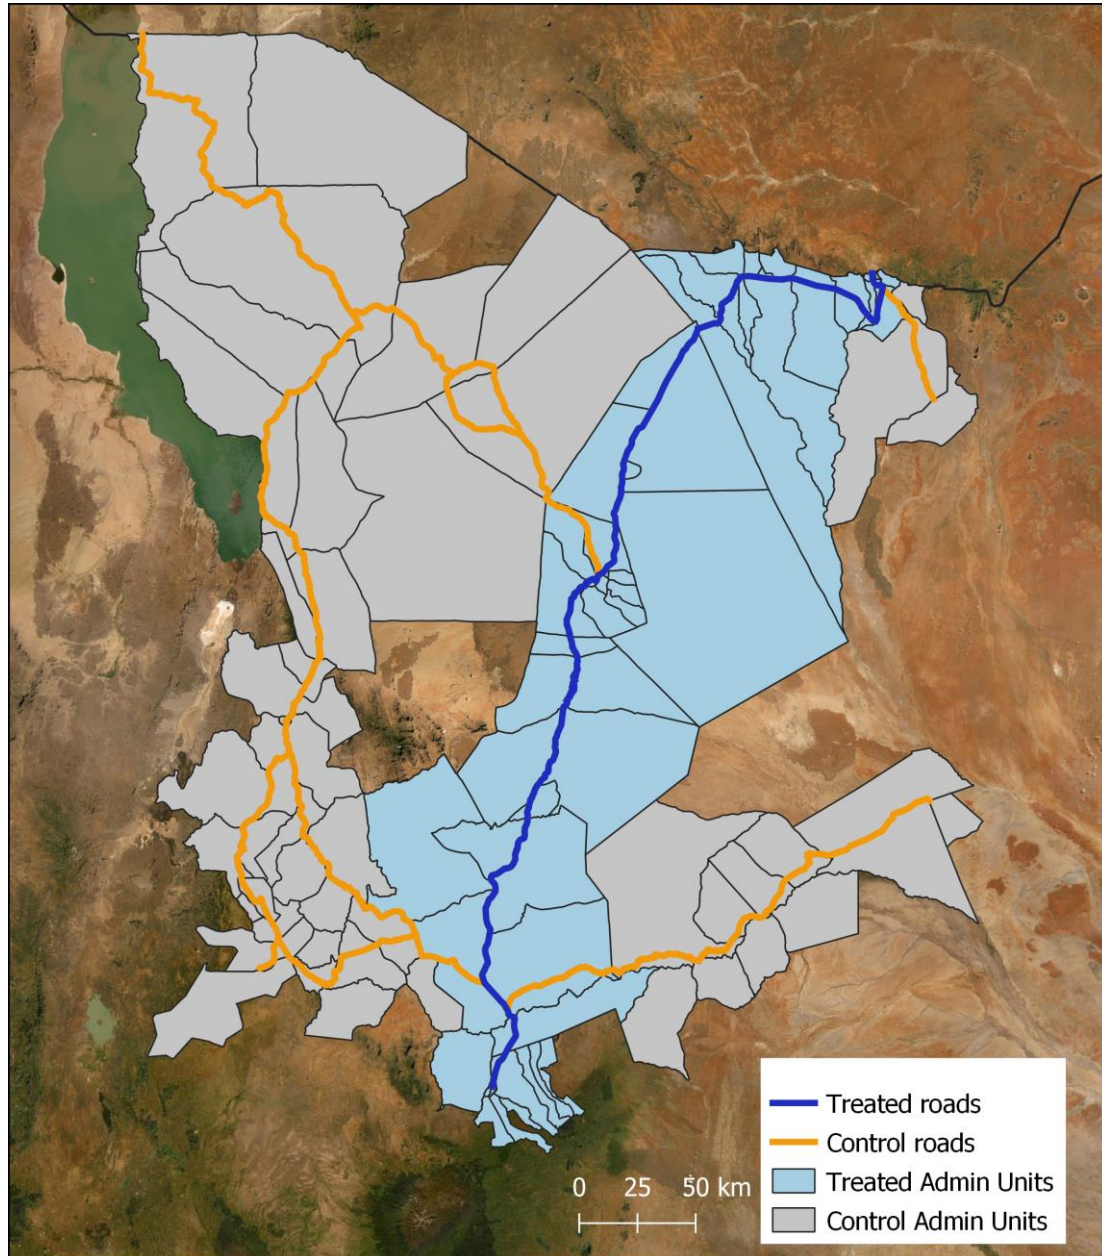 0 25 50 km
Treated roads
Control roads
Treated Admin Units
Control Admin Units